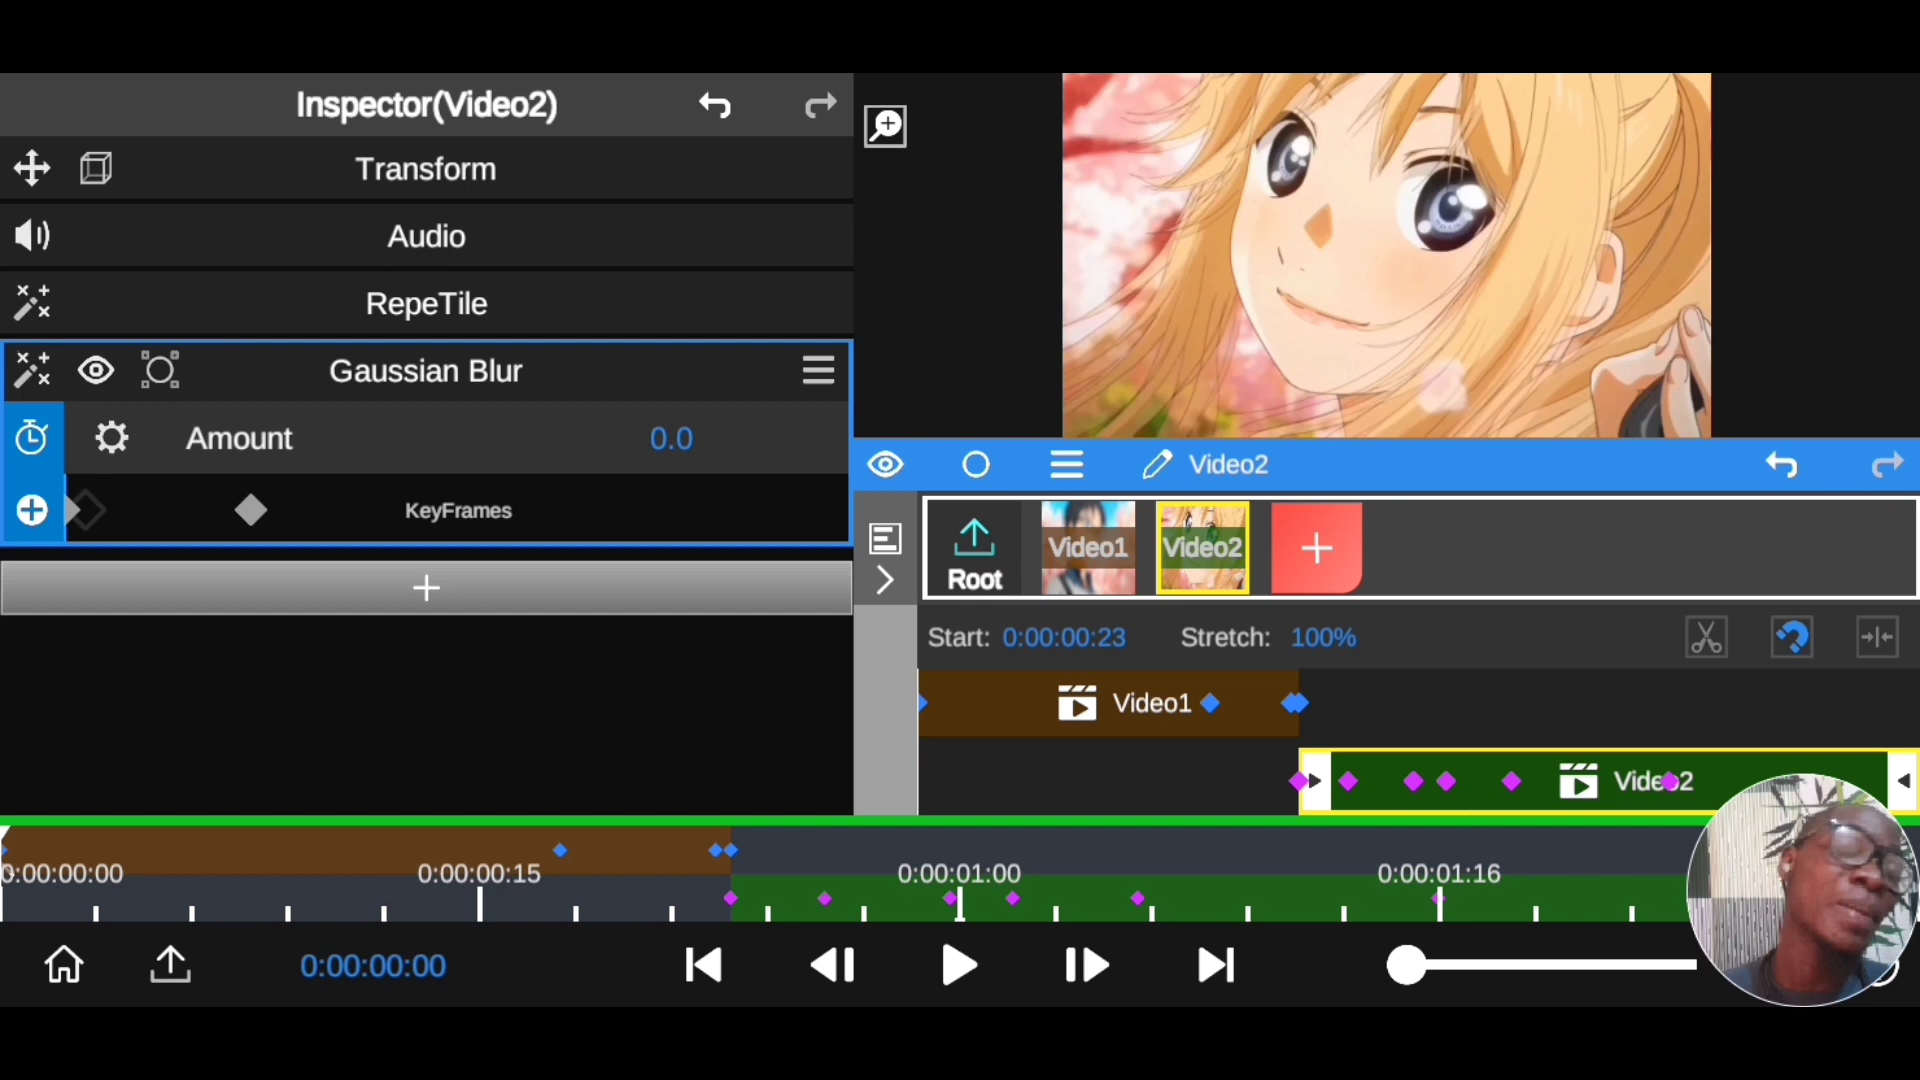 Inspector(Video2)
Transform
Audio
RepeTile
Gaussian Blur
Amount 0.0
KeyFrames
Video2
Root
Video1
Video2
Start: 0:00:00:23 Stretch: 100%
Video1
Video2
0:00:00:00 0:00:00:15 0:00:01:00 0:00:01:16
0:00:00:00